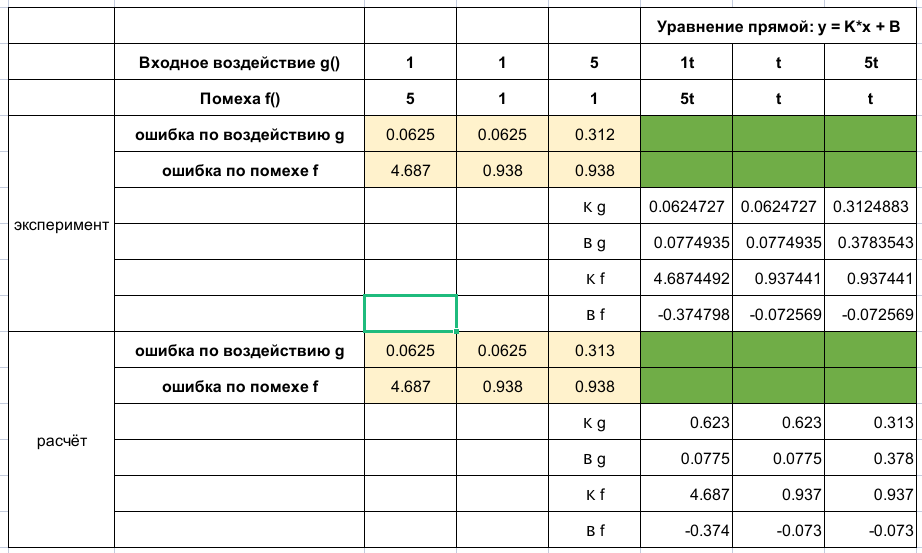 Уравнение прямой: y = K*x + B
Входное воздействие g() 1 1 5 1t t 5t
Помеха f() 5 1 1 5t t t
эксперимент
ошибка по воздействию g 0.0625 0.0625 0.312
ошибка по помехе f 4.687 0.938 0.938
K g 0.0624727 0.0624727 0.3124883
B g 0.0774935 0.0774935 0.3783543
K f 4.6874492 0.937441 0.937441
B f -0.374798 -0.072569 -0.072569
расчёт
ошибка по воздействию g 0.0625 0.0625 0.313
ошибка по помехе f 4.687 0.938 0.938
K g 0.623 0.623 0.313
B g 0.0775 0.0775 0.378
K f 4.687 0.937 0.937
B f -0.374 -0.073 -0.073